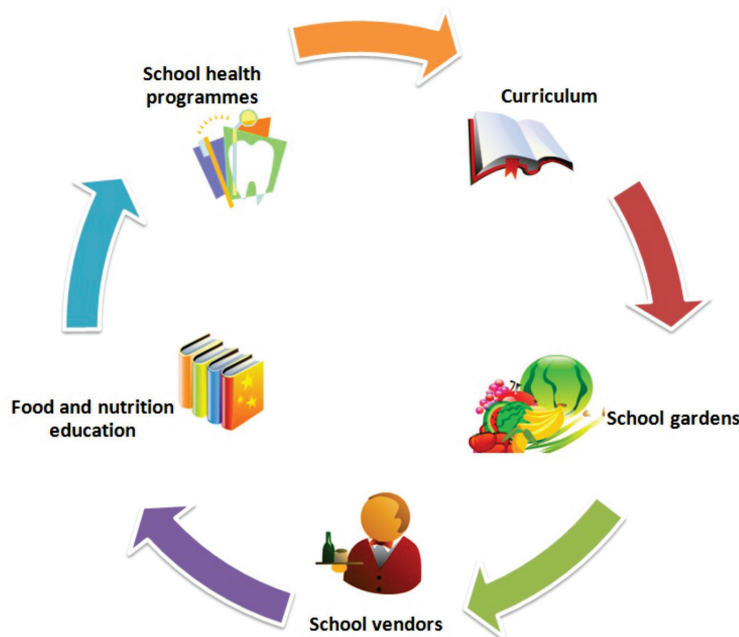 School health
programmes
Curriculum
School gardens
School vendors
Food and nutrition
education